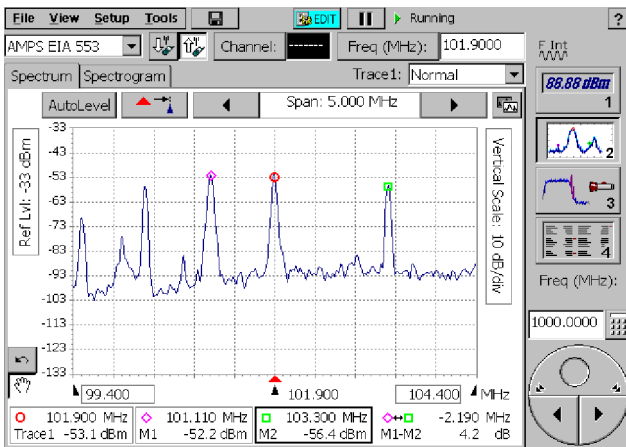 File View Setup Tools EDIT Running ?
AMPS EIA 553 Channel: ------- Freq (MHz): 101.9000 F Int
Spectrum Spectrogram Trace1: Normal
88.88 dBm
1
AutoLevel Span: 5.000 MHz
Ref Lvl: -33 dBm
-33
-43
-53
-63
-73
-83
-93
-103
-113
-123
-133
Vertical Scale: 10 dB/div
2
3
4
Freq (MHz):
1000.0000
99.400 101.900 104.400 MHz
101.900 MHz 101.110 MHz 103.300 MHz -2.190 MHz
Trace1 -53.1 dBm M1 -52.2 dBm M2 -56.4 dBm M1-M2 4.2 dB